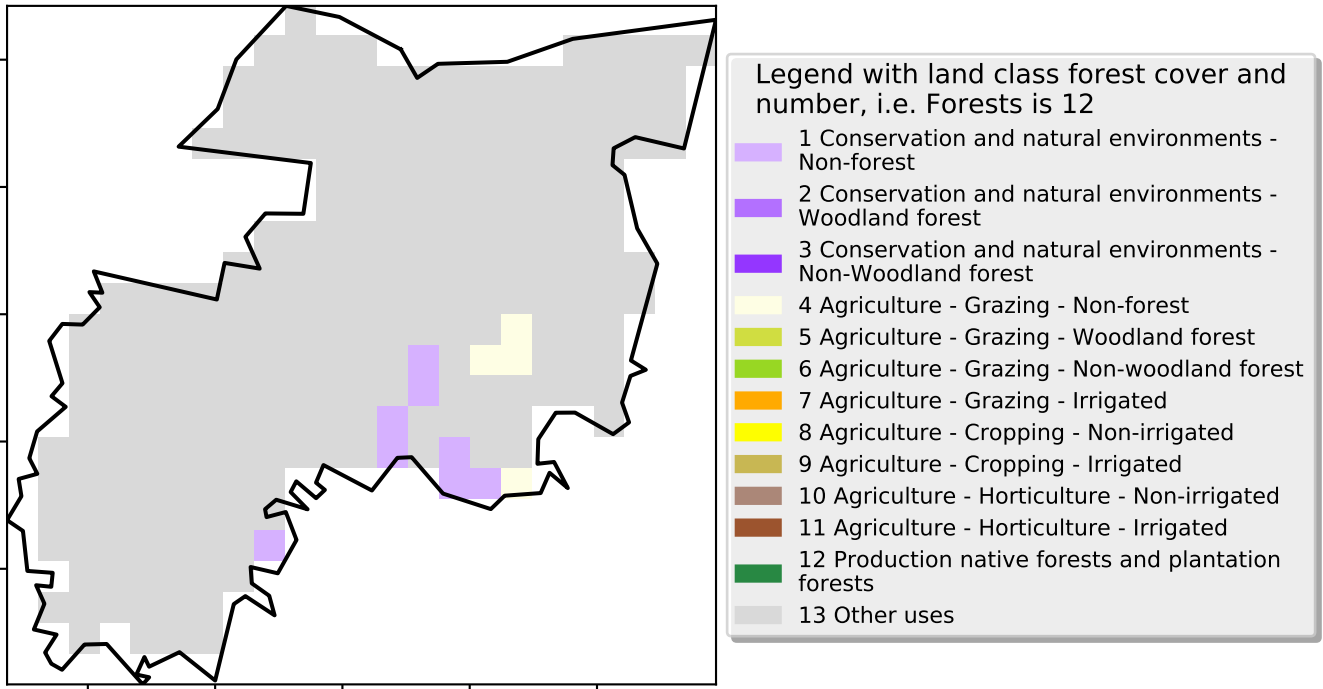 Legend with land class forest cover and
number, i.e. Forests is 12
1 Conservation and natural environments -
Non-forest
2 Conservation and natural environments -
Woodland forest
3 Conservation and natural environments -
Non-Woodland forest
4 Agriculture - Grazing - Non-forest
5 Agriculture - Grazing - Woodland forest
6 Agriculture - Grazing - Non-woodland forest
7 Agriculture - Grazing - Irrigated
8 Agriculture - Cropping - Non-irrigated
9 Agriculture - Cropping - Irrigated
10 Agriculture - Horticulture - Non-irrigated
11 Agriculture - Horticulture - Irrigated
12 Production native forests and plantation
forests
13 Other uses